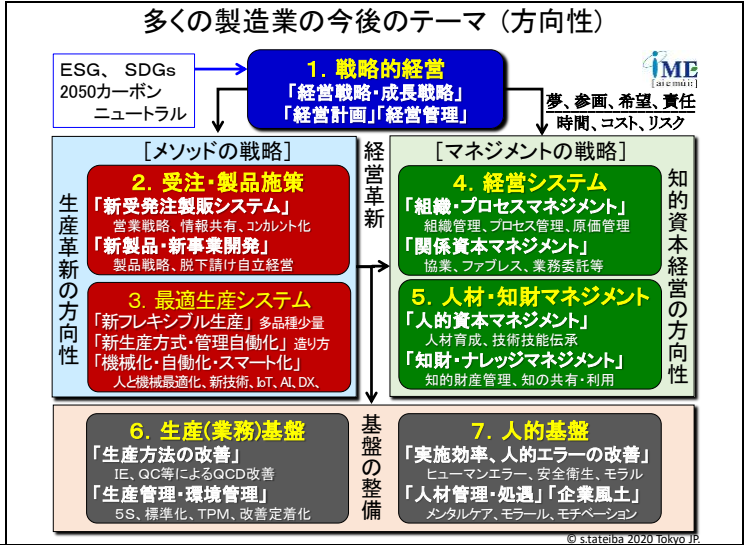 多くの製造業の今後のテーマ（方向性）
ESG、 SDGs
2050カーボン
ニュートラル
1．戦略的経営
「経営戦略・成長戦略」
「経営計画」「経営管理」
iME
[ai emúi:]
夢、参画、希望、責任
時間、コスト、リスク
生産革新の方向性
［メソッドの戦略］
2．受注・製品施策
「新受発注製販システム」
営業戦略、情報共有、コンカレント化
「新製品・新事業開発」
製品戦略、脱下請け自立経営
3．最適生産システム
「新フレキシブル生産」 多品種少量
「新生産方式・管理自動化」 造り方
「機械化・自動化・スマート化」
人と機械最適化、新技術、IoT、AI、DX、
経営革新
［マネジメントの戦略］
4．経営システム
「組織・プロセスマネジメント」
組織管理、プロセス管理、原価管理
「関係資本マネジメント」
協業、ファブレス、業務委託等
5．人材・知財マネジメント
「人的資本マネジメント」
人材育成、技術技能伝承
「知財・ナレッジマネジメント」
知的財産管理、知の共有・利用
知的資本経営の方向性
6．生産(業務)基盤
「生産方法の改善」
IE、QC等によるQCD改善
「生産管理・環境管理」
5S、標準化、TPM、改善定着化
基盤の整備
7．人的基盤
「実施効率、人的エラーの改善」
ヒューマンエラー、安全衛生、モラル
「人材管理・処遇」「企業風土」
メンタルケア、モラール、モチベーション
© s.tateiba 2020 Tokyo JP.